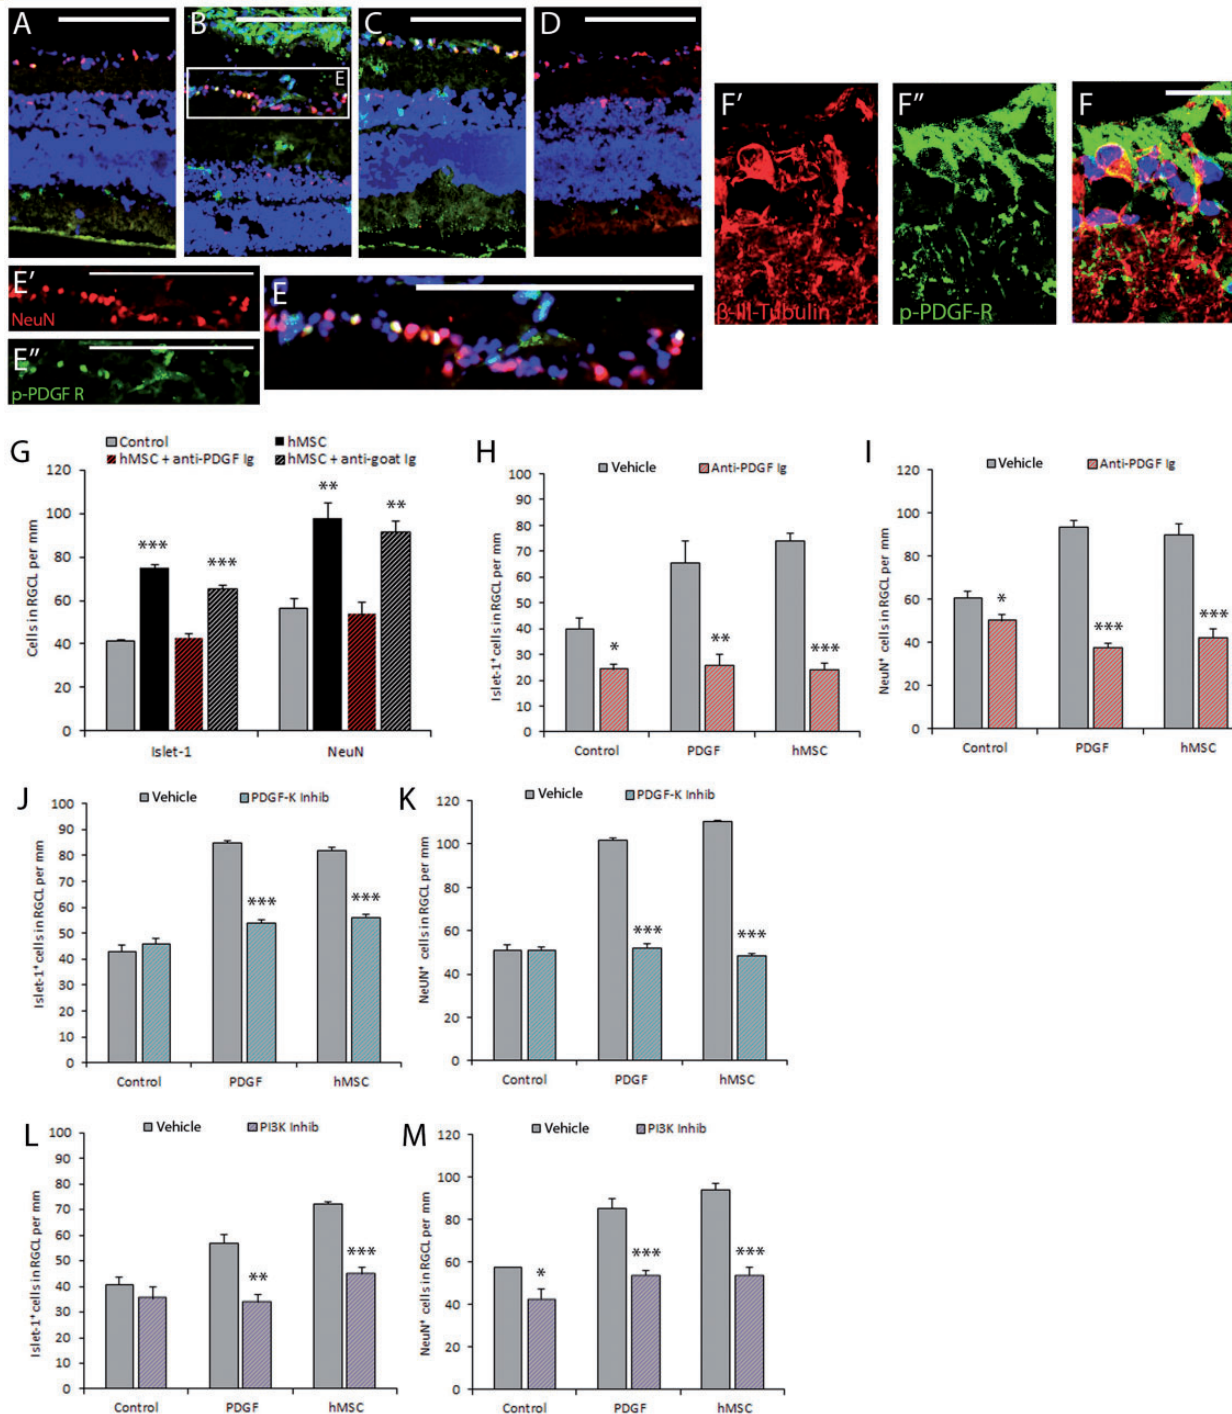 A B C D
E
F' F" F
β-III-Tubulin p-PDGF-R
E'
NeuN
E"
p-PDGF R
E
G
Control hMSC
hMSC + anti-PDGF Ig hMSC + anti-goat Ig
Cells in RGCL per mm
120
100
80
60
40
20
0
*** *** ** **
Islet-1 NeuN
H
Vehicle Anti-PDGF Ig
Islet-1⁺ cells in RGCL per mm
100
90
80
70
60
50
40
30
20
10
0
* ** ***
Control PDGF hMSC
I
Vehicle Anti-PDGF Ig
NeuN⁺ cells in RGCL per mm
120
100
80
60
40
20
0
* *** ***
Control PDGF hMSC
J
Vehicle PDGF-K Inhib
Islet-1⁺ cells in RGCL per mm
100
90
80
70
60
50
40
30
20
10
0
*** ***
Control PDGF hMSC
K
Vehicle PDGF-K Inhib
NeUN⁺ cells in RGCL per mm
120
100
80
60
40
20
0
*** ***
Control PDGF hMSC
L
Vehicle PI3K Inhib
Islet-1⁺ cells in RGCL per mm
100
90
80
70
60
50
40
30
20
10
0
** ***
Control PDGF hMSC
M
Vehicle PI3K Inhib
NeuN⁺ cells in RGCL per mm
120
100
80
60
40
20
0
* *** ***
Control PDGF hMSC